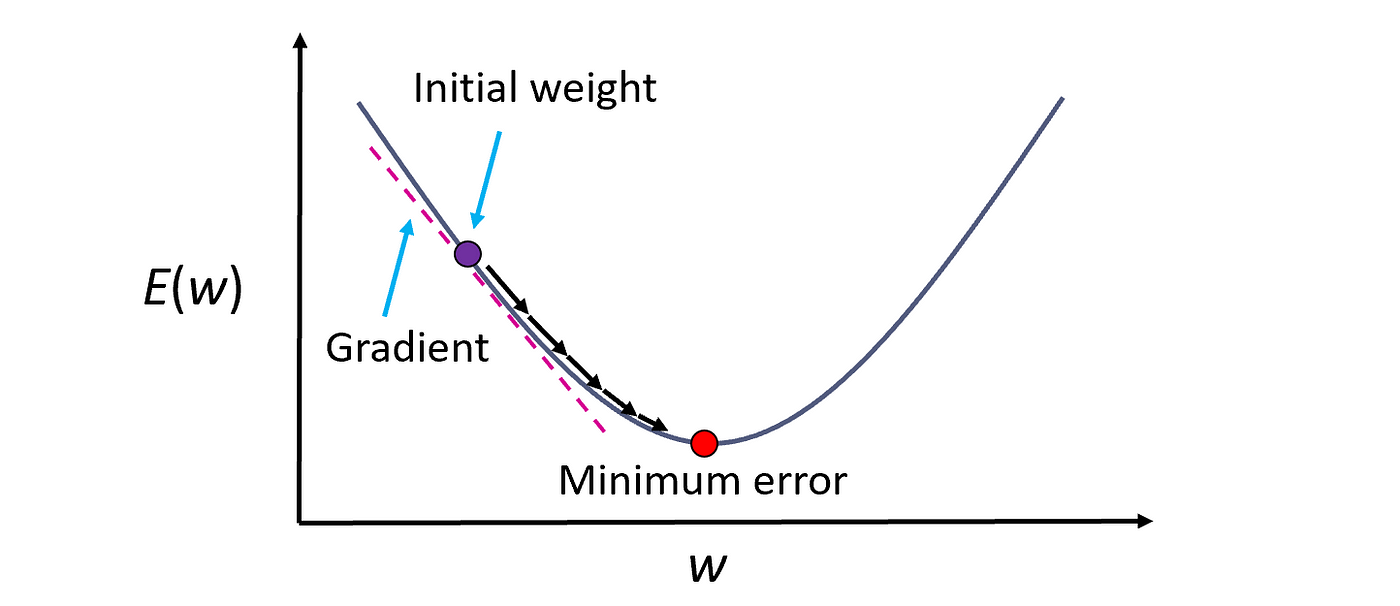 Initial weight
E(w)
Gradient
Minimum error
w